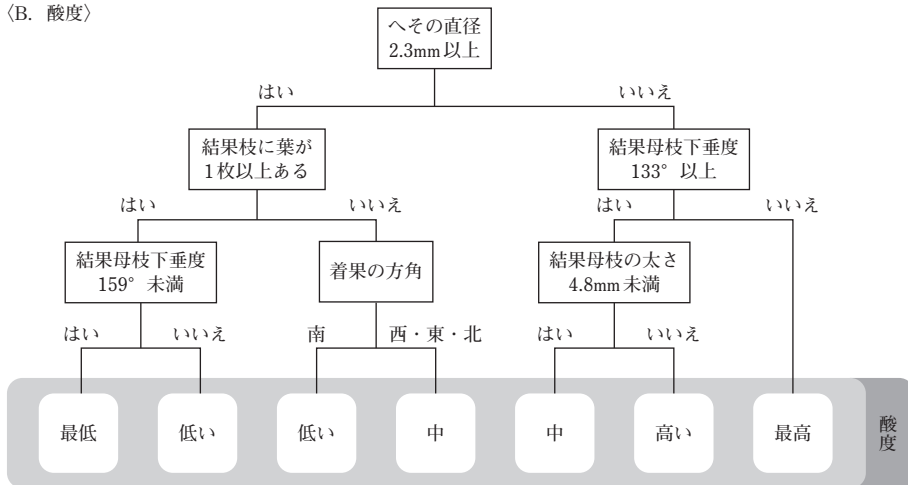 〈B. 酸度〉
へその直径
2.3mm以上
はい
いいえ
結果枝に葉が
1枚以上ある
結果母枝下垂度
133°以上
はい
いいえ
はい
いいえ
結果母枝下垂度
159°未満
着果の方角
結果母枝の太さ
4.8mm未満
はい
いいえ
南
西・東・北
はい
いいえ
最低
低い
低い
中
中
高い
最高
酸度